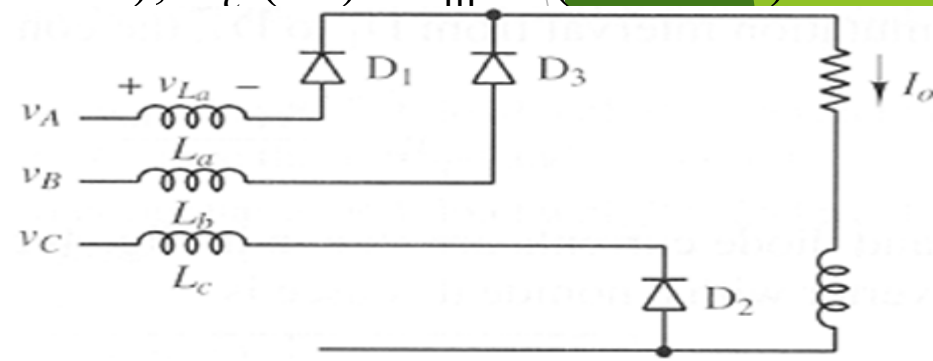 D₁
D₃
+ v_La −
v_A
L_a
I_o
v_B
L_b
v_C
L_c
D₂